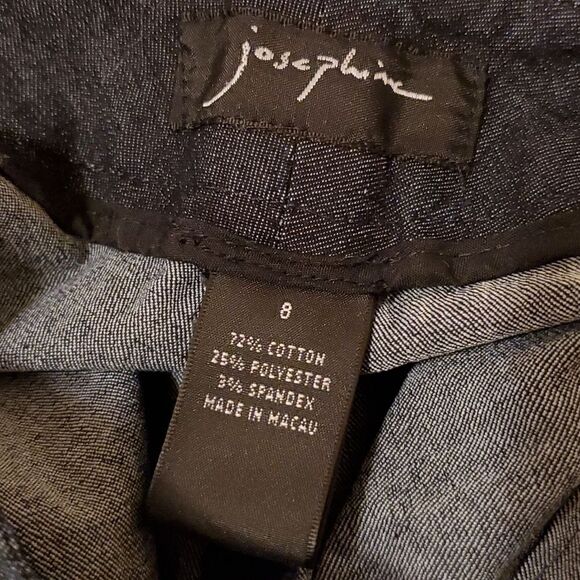 josephine
8
72% COTTON
25% POLYESTER
3% SPANDEX
MADE IN MACAU